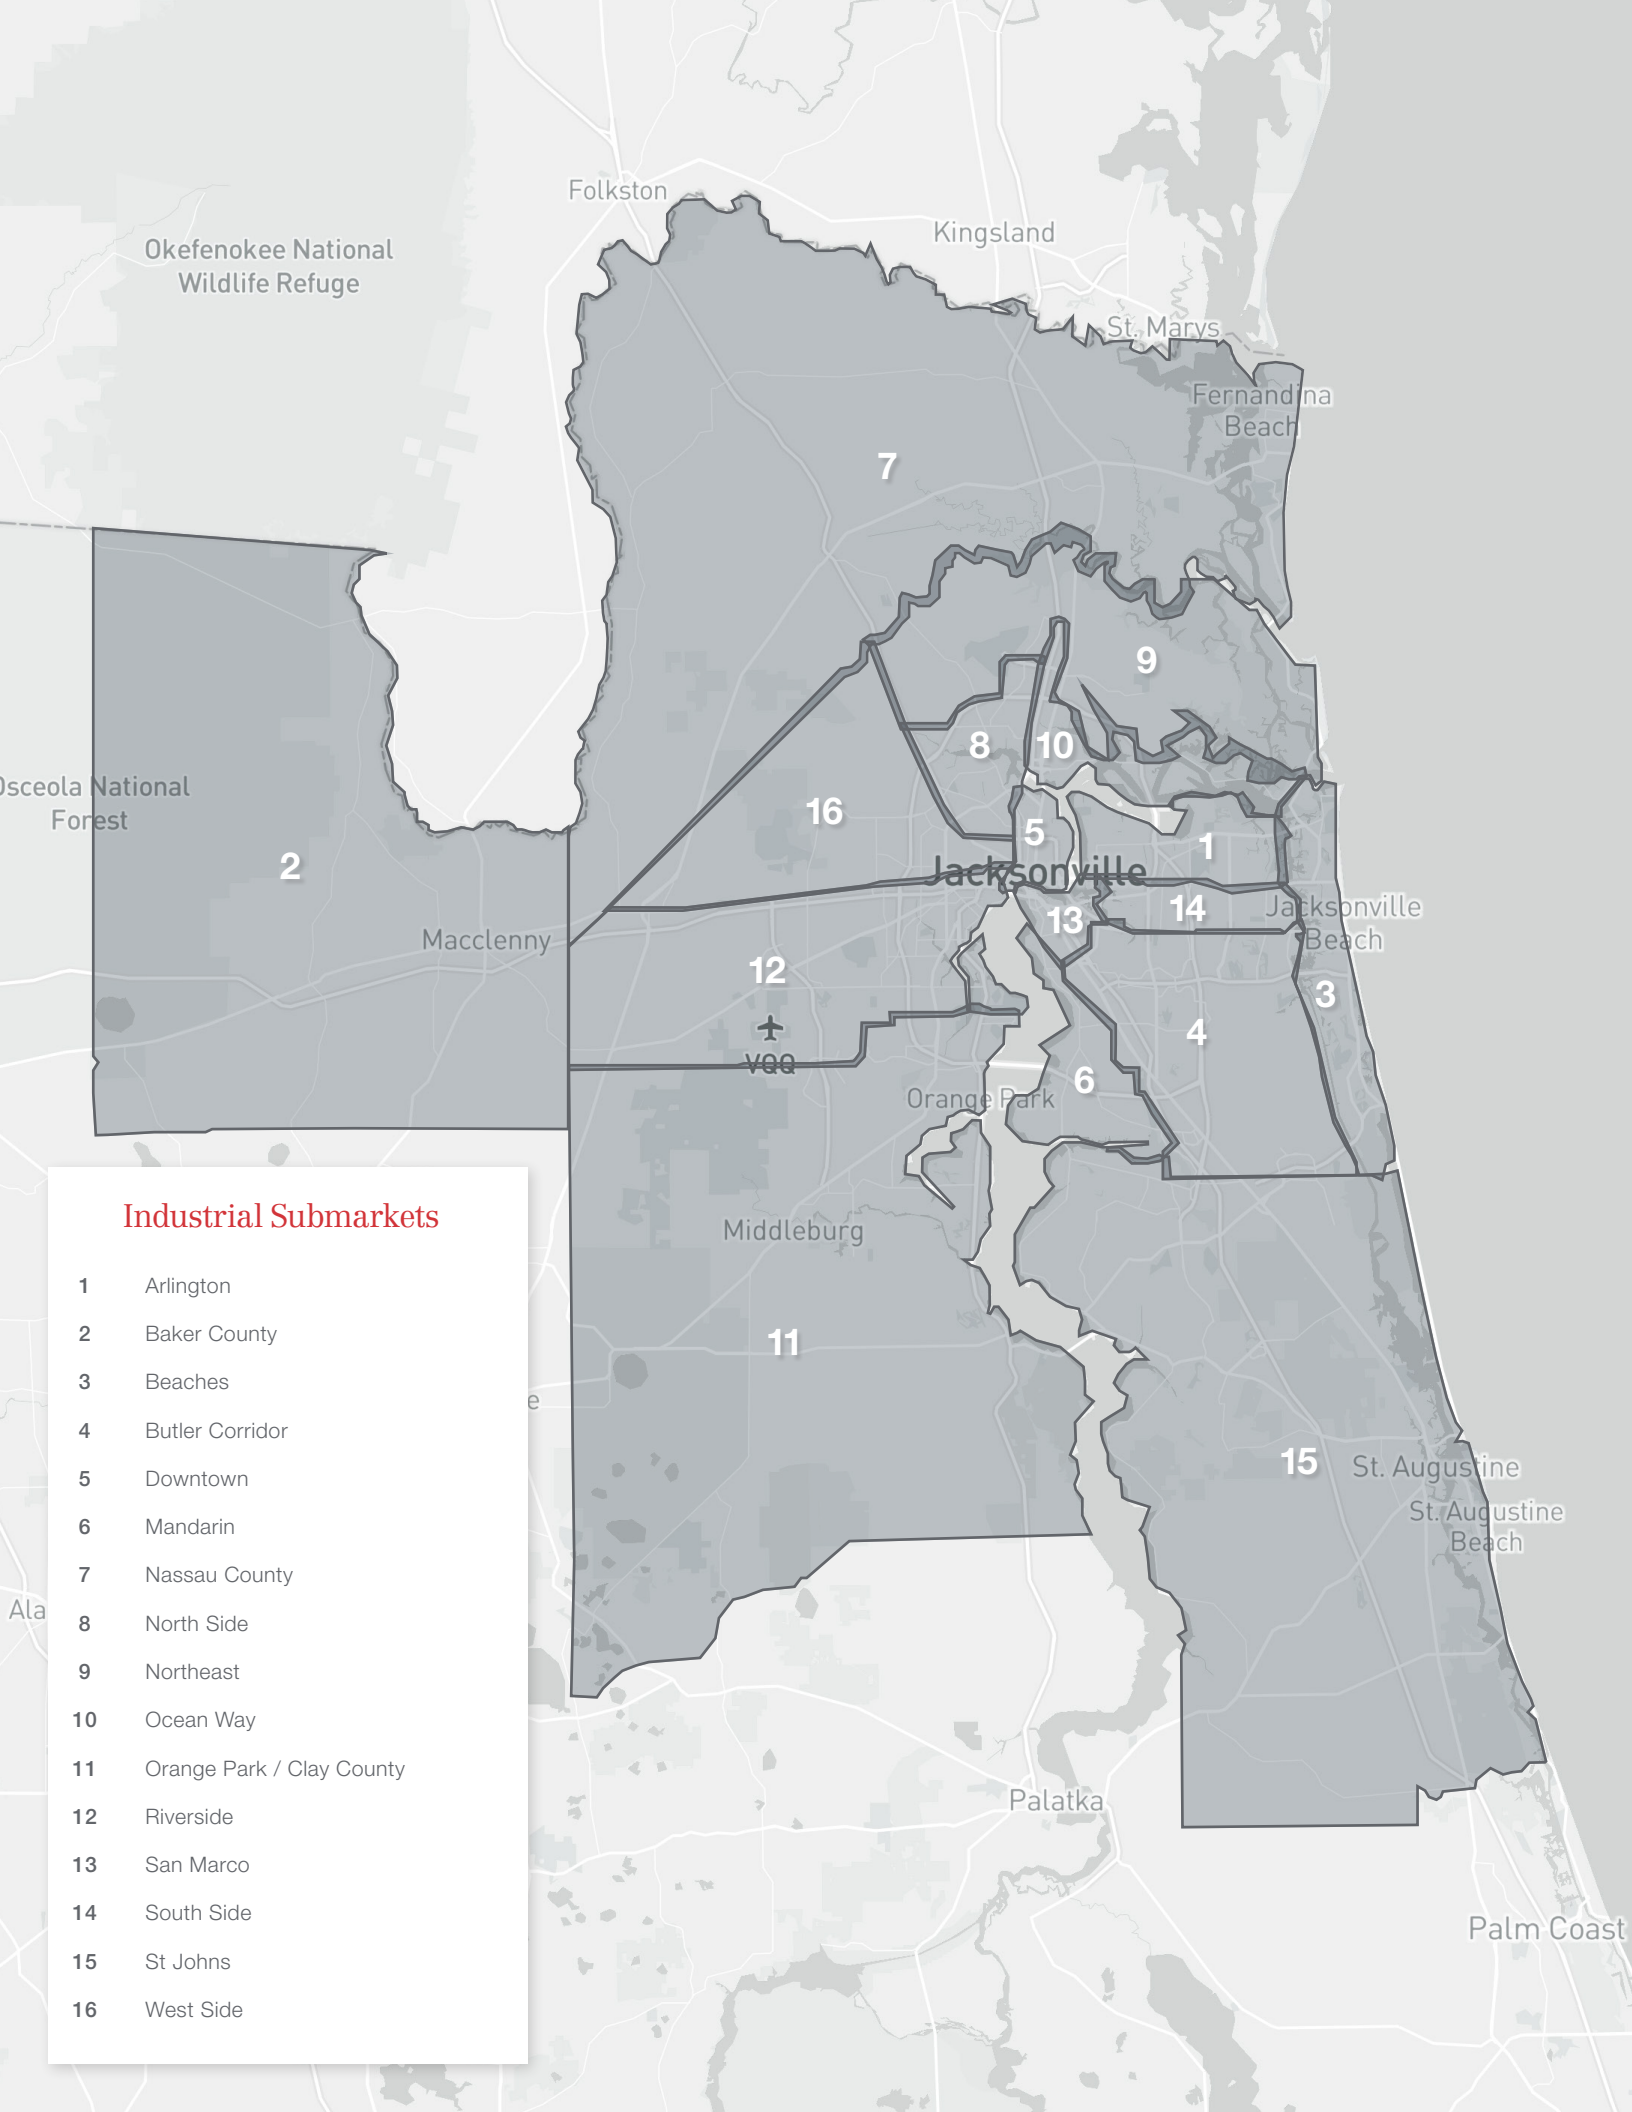 Folkston
Kingsland
Okefenokee National
Wildlife Refuge
St. Marys
Fernandina
Beach
7
9
8
10
Osceola National
Forest
16
5
1
2
Jacksonville
14
Jacksonville
Beach
13
Macclenny
12
3
4
VQQ
6
Orange Park
Middleburg
11
15
St. Augustine
St. Augustine
Beach
Palatka
Palm Coast
Ala
e
Industrial Submarkets
1 Arlington
2 Baker County
3 Beaches
4 Butler Corridor
5 Downtown
6 Mandarin
7 Nassau County
8 North Side
9 Northeast
10 Ocean Way
11 Orange Park / Clay County
12 Riverside
13 San Marco
14 South Side
15 St Johns
16 West Side